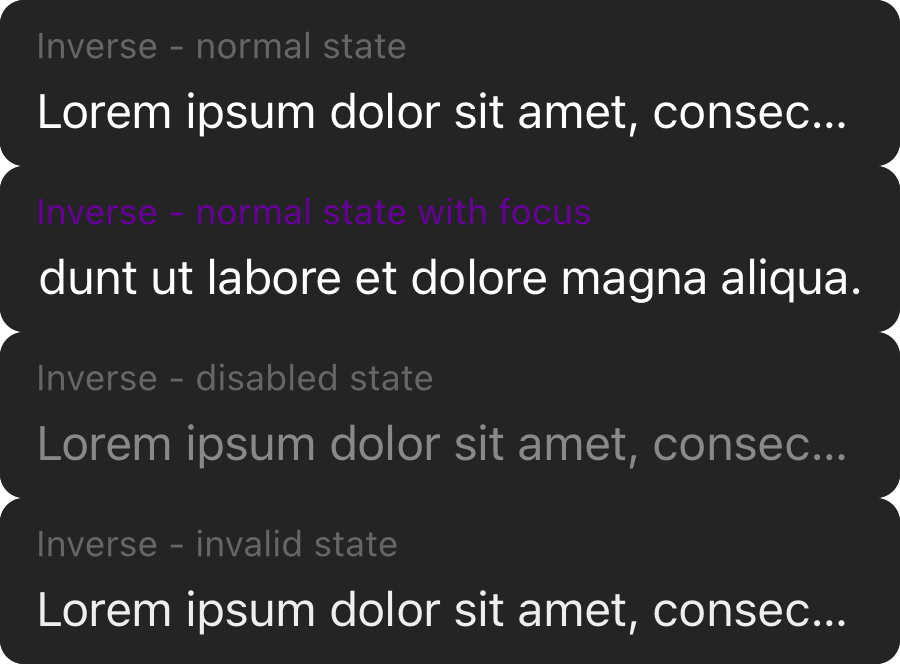 Inverse - normal state
Lorem ipsum dolor sit amet, consec...
Inverse - normal state with focus
dunt ut labore et dolore magna aliqua.
Inverse - disabled state
Lorem ipsum dolor sit amet, consec...
Inverse - invalid state
Lorem ipsum dolor sit amet, consec...